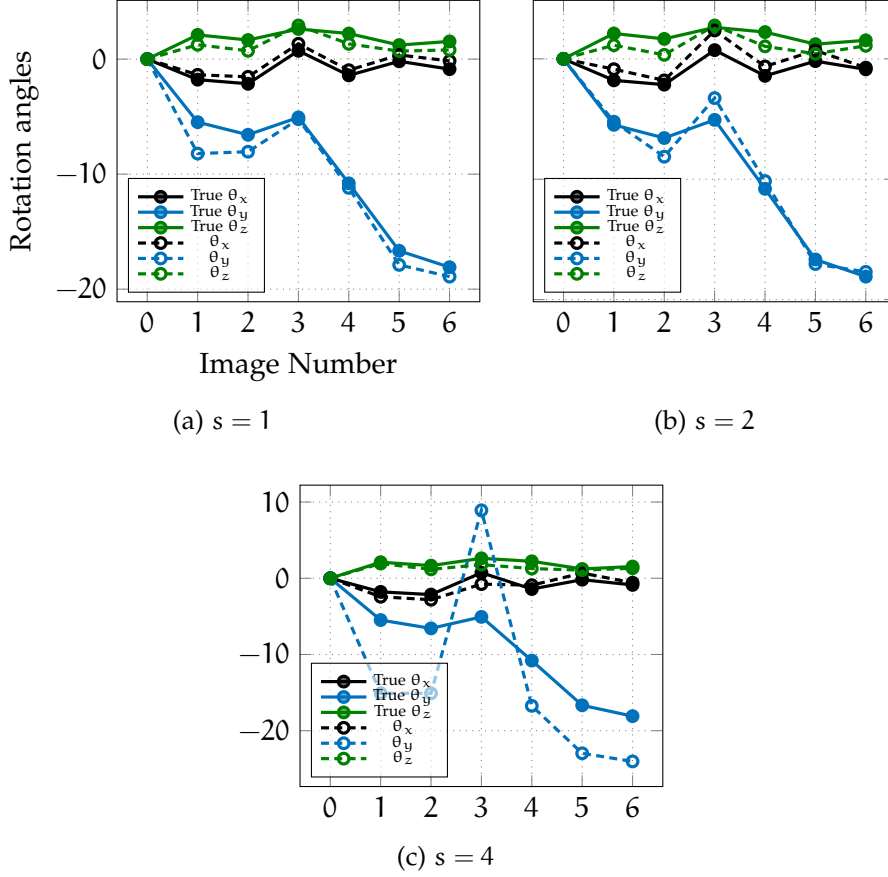 Rotation angles
0
−10
−20
True θx
True θy
True θz
θx
θy
θz
0 1 2 3 4 5 6
Image Number
(a) s = 1
True θx
True θy
True θz
θx
θy
θz
0 1 2 3 4 5 6
(b) s = 2
10
0
−10
−20
True θx
True θy
True θz
θx
θy
θz
0 1 2 3 4 5 6
(c) s = 4